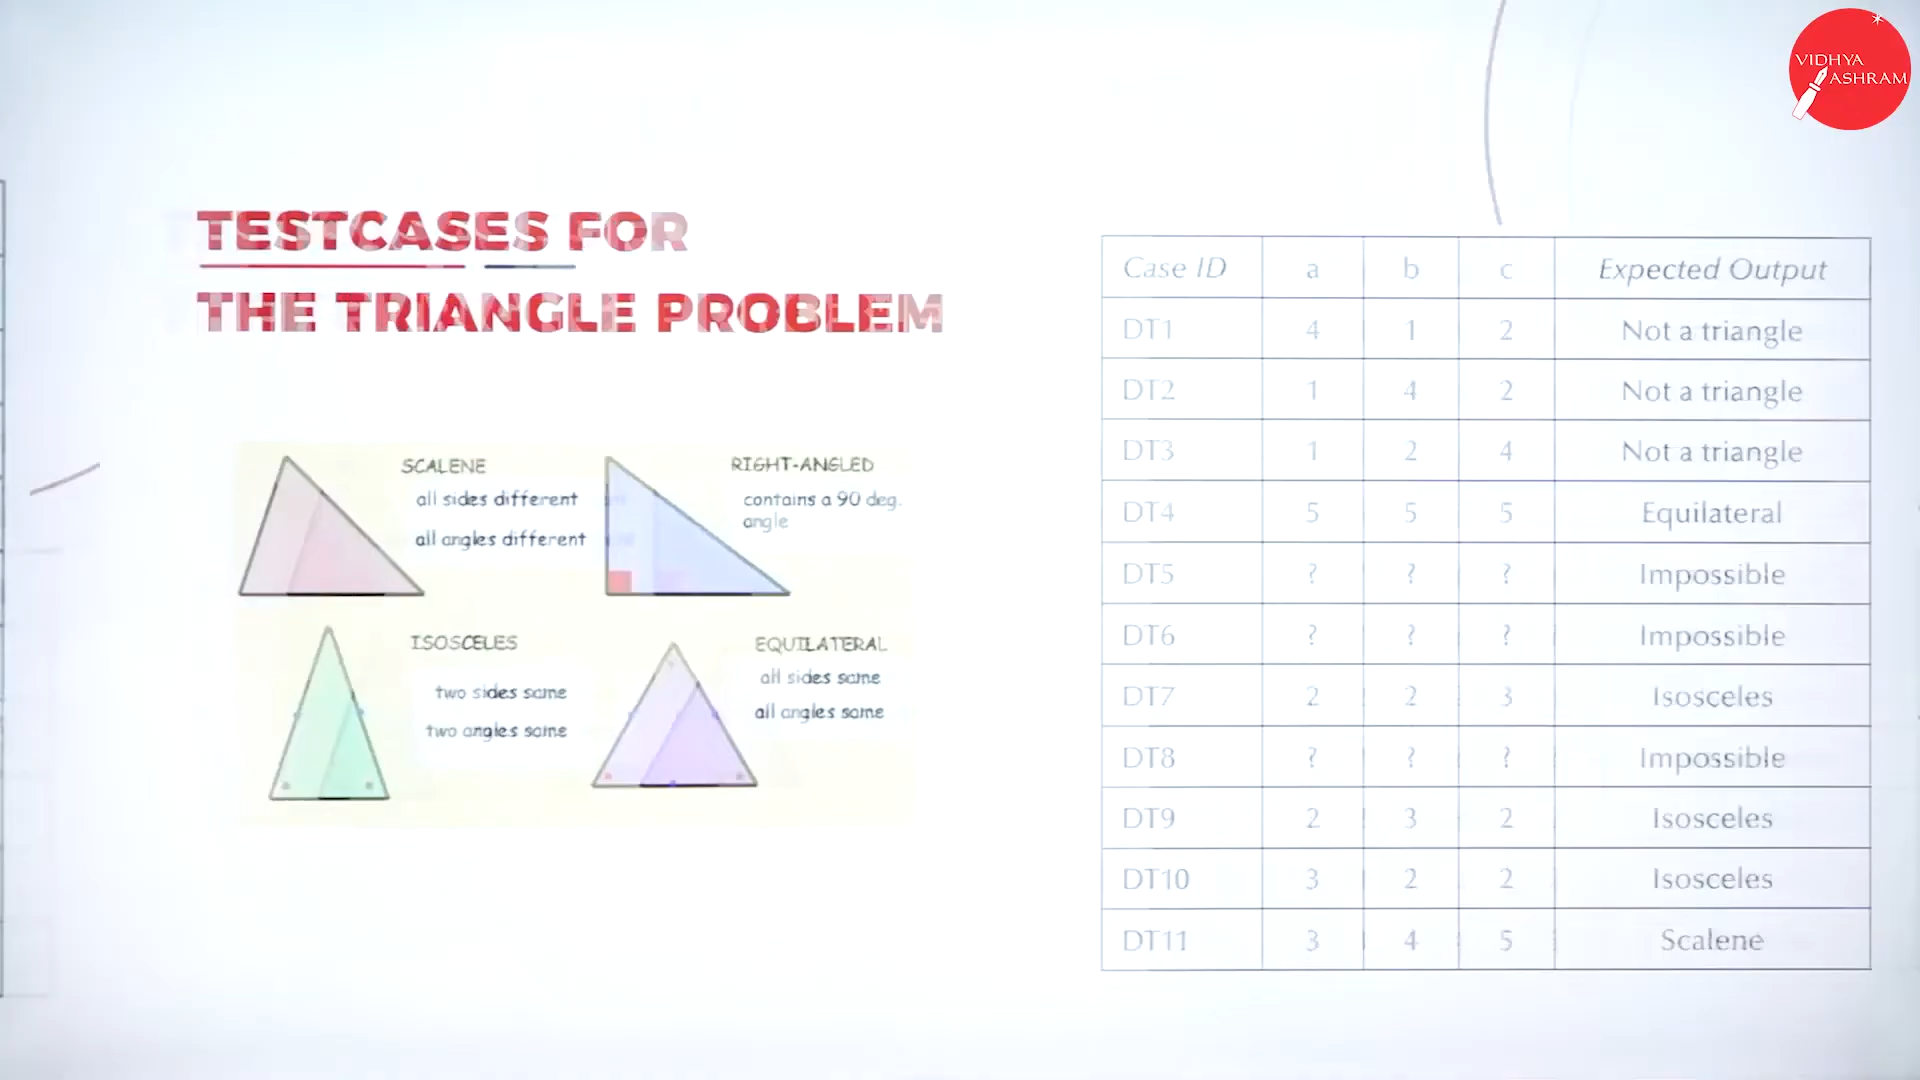 VIDHYA
ASHRAM
TESTCASES FOR
THE TRIANGLE PROBLEM
SCALENE
all sides different
all angles different
RIGHT-ANGLED
contains a 90 deg.
angle
ISOSCELES
two sides same
two angles same
EQUILATERAL
all sides same
all angles same
Case ID a b c Expected Output
DT1 4 1 2 Not a triangle
DT2 1 4 2 Not a triangle
DT3 1 2 4 Not a triangle
DT4 5 5 5 Equilateral
DT5 ? ? ? Impossible
DT6 ? ? ? Impossible
DT7 2 2 3 Isosceles
DT8 ? ? ? Impossible
DT9 2 3 2 Isosceles
DT10 3 2 2 Isosceles
DT11 3 4 5 Scalene